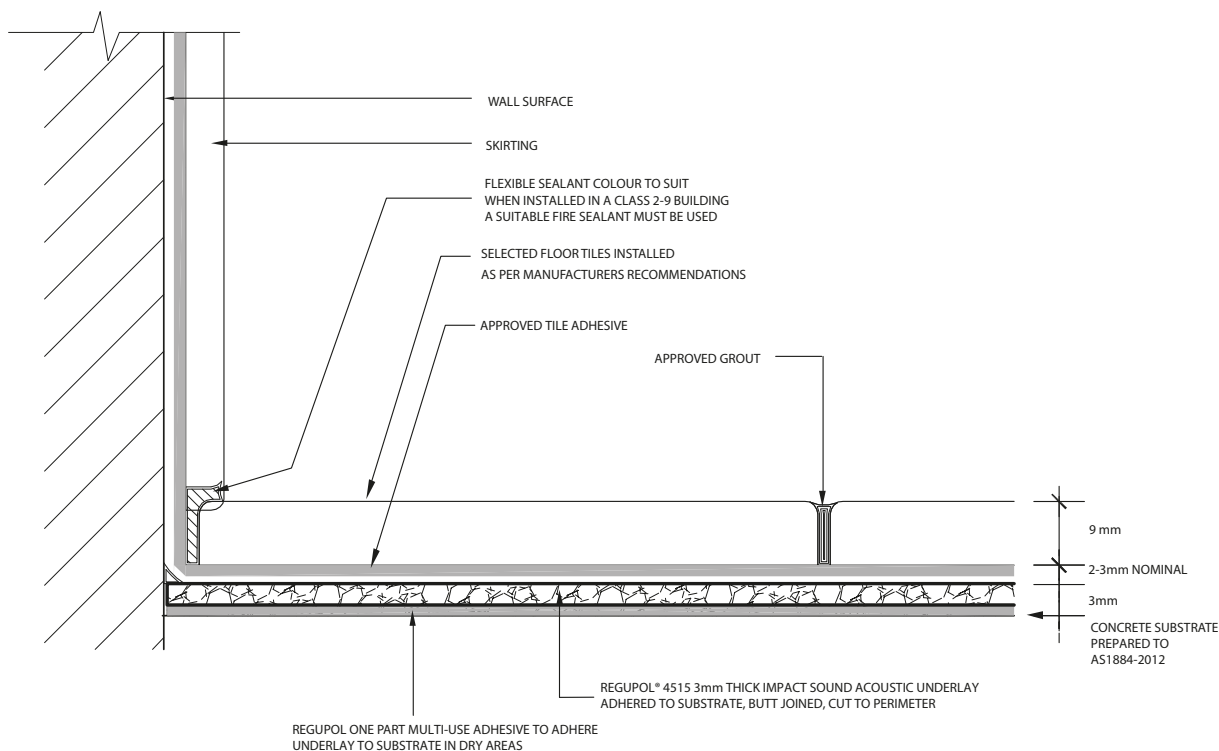 WALL SURFACE
SKIRTING
FLEXIBLE SEALANT COLOUR TO SUIT
WHEN INSTALLED IN A CLASS 2-9 BUILDING
A SUITABLE FIRE SEALANT MUST BE USED
SELECTED FLOOR TILES INSTALLED
AS PER MANUFACTURERS RECOMMENDATIONS
APPROVED TILE ADHESIVE
APPROVED GROUT
9 mm
2-3mm NOMINAL
3mm
CONCRETE SUBSTRATE
PREPARED TO
AS1884-2012
REGUPOL® 4515 3mm THICK IMPACT SOUND ACOUSTIC UNDERLAY
ADHERED TO SUBSTRATE, BUTT JOINED, CUT TO PERIMETER
REGUPOL ONE PART MULTI-USE ADHESIVE TO ADHERE
UNDERLAY TO SUBSTRATE IN DRY AREAS